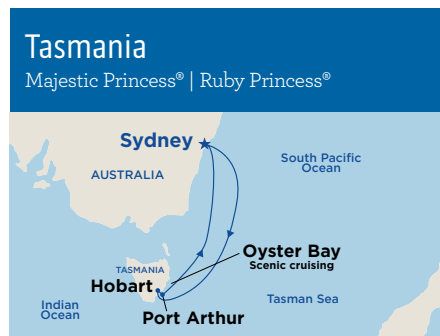 Tasmania
Majestic Princess® | Ruby Princess®
Sydney
South Pacific
Ocean
AUSTRALIA
Oyster Bay
Scenic cruising
TASMANIA
Hobart
Indian
Ocean
Tasman Sea
Port Arthur